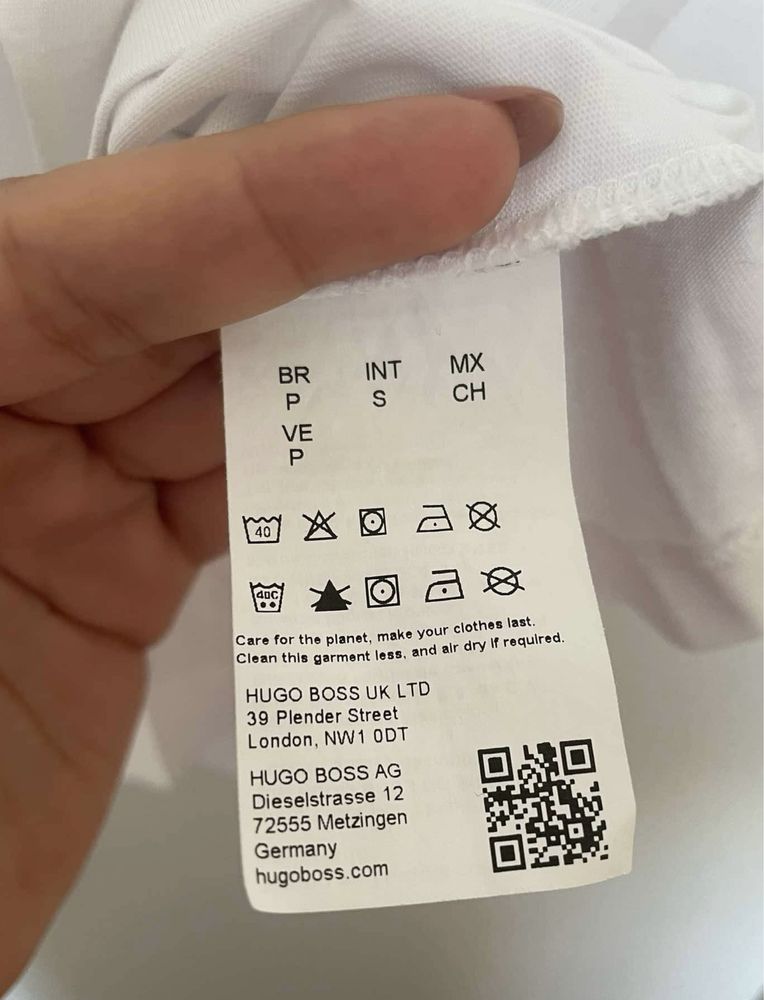 BR INT MX
P S CH
VE
P
40
40C
Care for the planet, make your clothes last.
Clean this garment less, and air dry if required.
HUGO BOSS UK LTD
39 Plender Street
London, NW1 0DT
HUGO BOSS AG
Dieselstrasse 12
72555 Metzingen
Germany
hugoboss.com